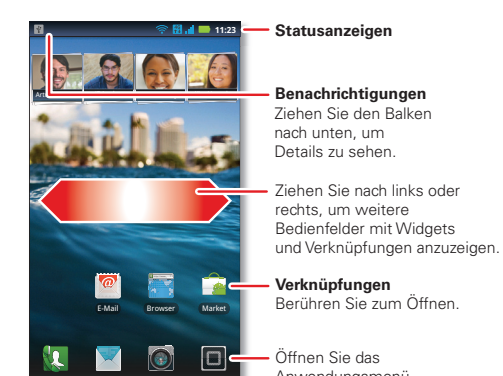 11:23
Statusanzeigen
Benachrichtigungen
Ziehen Sie den Balken
nach unten, um
Details zu sehen.
Ziehen Sie nach links oder
rechts, um weitere
Bedienfelder mit Widgets
und Verknüpfungen anzuzeigen.
E-Mail Browser Market
Verknüpfungen
Berühren Sie zum Öffnen.
Öffnen Sie das
Anwendungsmenü